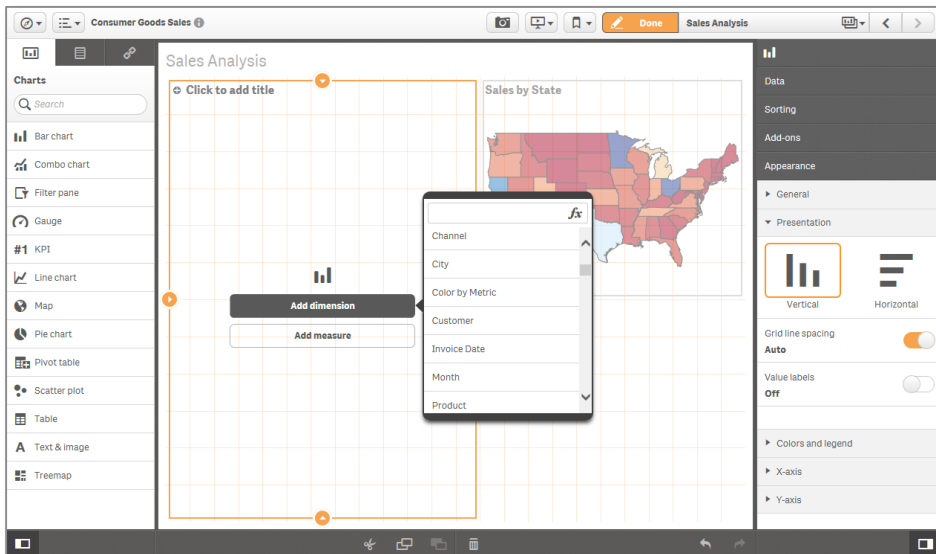 Consumer Goods Sales
Done
Sales Analysis
Charts
Search
Bar chart
Combo chart
Filter pane
Gauge
#1 KPI
Line chart
Map
Pie chart
Pivot table
Scatter plot
Table
A Text & image
Treemap
Sales Analysis
Click to add title
Add dimension
Add measure
fx
Channel
City
Color by Metric
Customer
Invoice Date
Month
Product
Sales by State
Data
Sorting
Add-ons
Appearance
General
Presentation
Vertical
Horizontal
Grid line spacing
Auto
Value labels
Off
Colors and legend
X-axis
Y-axis